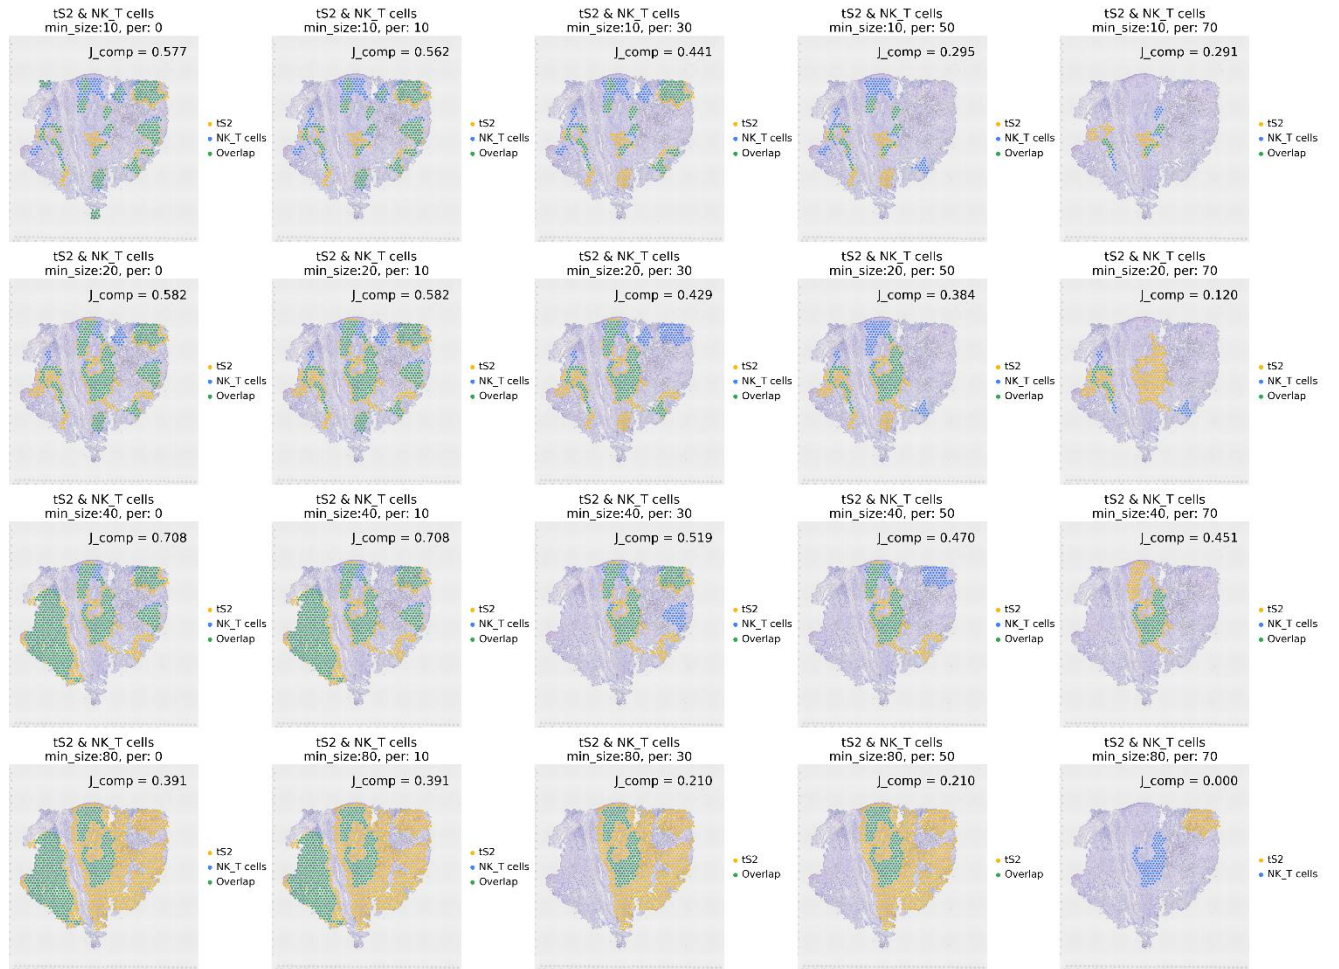 tS2 & NK_T cells
min_size:10, per: 0
J_comp = 0.577
tS2
NK_T cells
Overlap
tS2 & NK_T cells
min_size:10, per: 10
J_comp = 0.562
tS2
NK_T cells
Overlap
tS2 & NK_T cells
min_size:10, per: 30
J_comp = 0.441
tS2
NK_T cells
Overlap
tS2 & NK_T cells
min_size:10, per: 50
J_comp = 0.295
tS2
NK_T cells
Overlap
tS2 & NK_T cells
min_size:10, per: 70
J_comp = 0.291
tS2
NK_T cells
Overlap
tS2 & NK_T cells
min_size:20, per: 0
J_comp = 0.582
tS2
NK_T cells
Overlap
tS2 & NK_T cells
min_size:20, per: 10
J_comp = 0.582
tS2
NK_T cells
Overlap
tS2 & NK_T cells
min_size:20, per: 30
J_comp = 0.429
tS2
NK_T cells
Overlap
tS2 & NK_T cells
min_size:20, per: 50
J_comp = 0.384
tS2
NK_T cells
Overlap
tS2 & NK_T cells
min_size:20, per: 70
J_comp = 0.120
tS2
NK_T cells
Overlap
tS2 & NK_T cells
min_size:40, per: 0
J_comp = 0.708
tS2
NK_T cells
Overlap
tS2 & NK_T cells
min_size:40, per: 10
J_comp = 0.708
tS2
NK_T cells
Overlap
tS2 & NK_T cells
min_size:40, per: 30
J_comp = 0.519
tS2
NK_T cells
Overlap
tS2 & NK_T cells
min_size:40, per: 50
J_comp = 0.470
tS2
NK_T cells
Overlap
tS2 & NK_T cells
min_size:40, per: 70
J_comp = 0.451
tS2
NK_T cells
Overlap
tS2 & NK_T cells
min_size:80, per: 0
J_comp = 0.391
tS2
NK_T cells
Overlap
tS2 & NK_T cells
min_size:80, per: 10
J_comp = 0.391
tS2
NK_T cells
Overlap
tS2 & NK_T cells
min_size:80, per: 30
J_comp = 0.210
tS2
Overlap
tS2 & NK_T cells
min_size:80, per: 50
J_comp = 0.210
tS2
Overlap
tS2 & NK_T cells
min_size:80, per: 70
J_comp = 0.000
tS2
NK_T cells